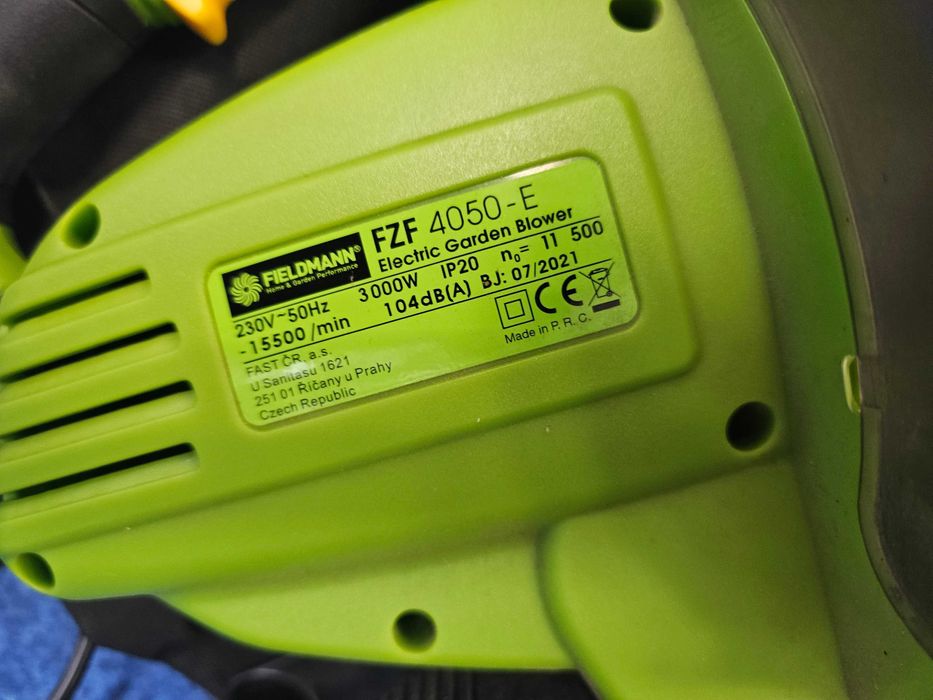 FIELDMANN®
Home & Garden Performance
FZF 4050-E
Electric Garden Blower
230V~50Hz 3000W IP20 n₀= 11 500
-15500/min 104dB(A) BJ: 07/2021
FAST ČR, a.s.
U Sanitasu 1621
251 01 Říčany u Prahy
Czech Republic
CE
Made in P. R. C.